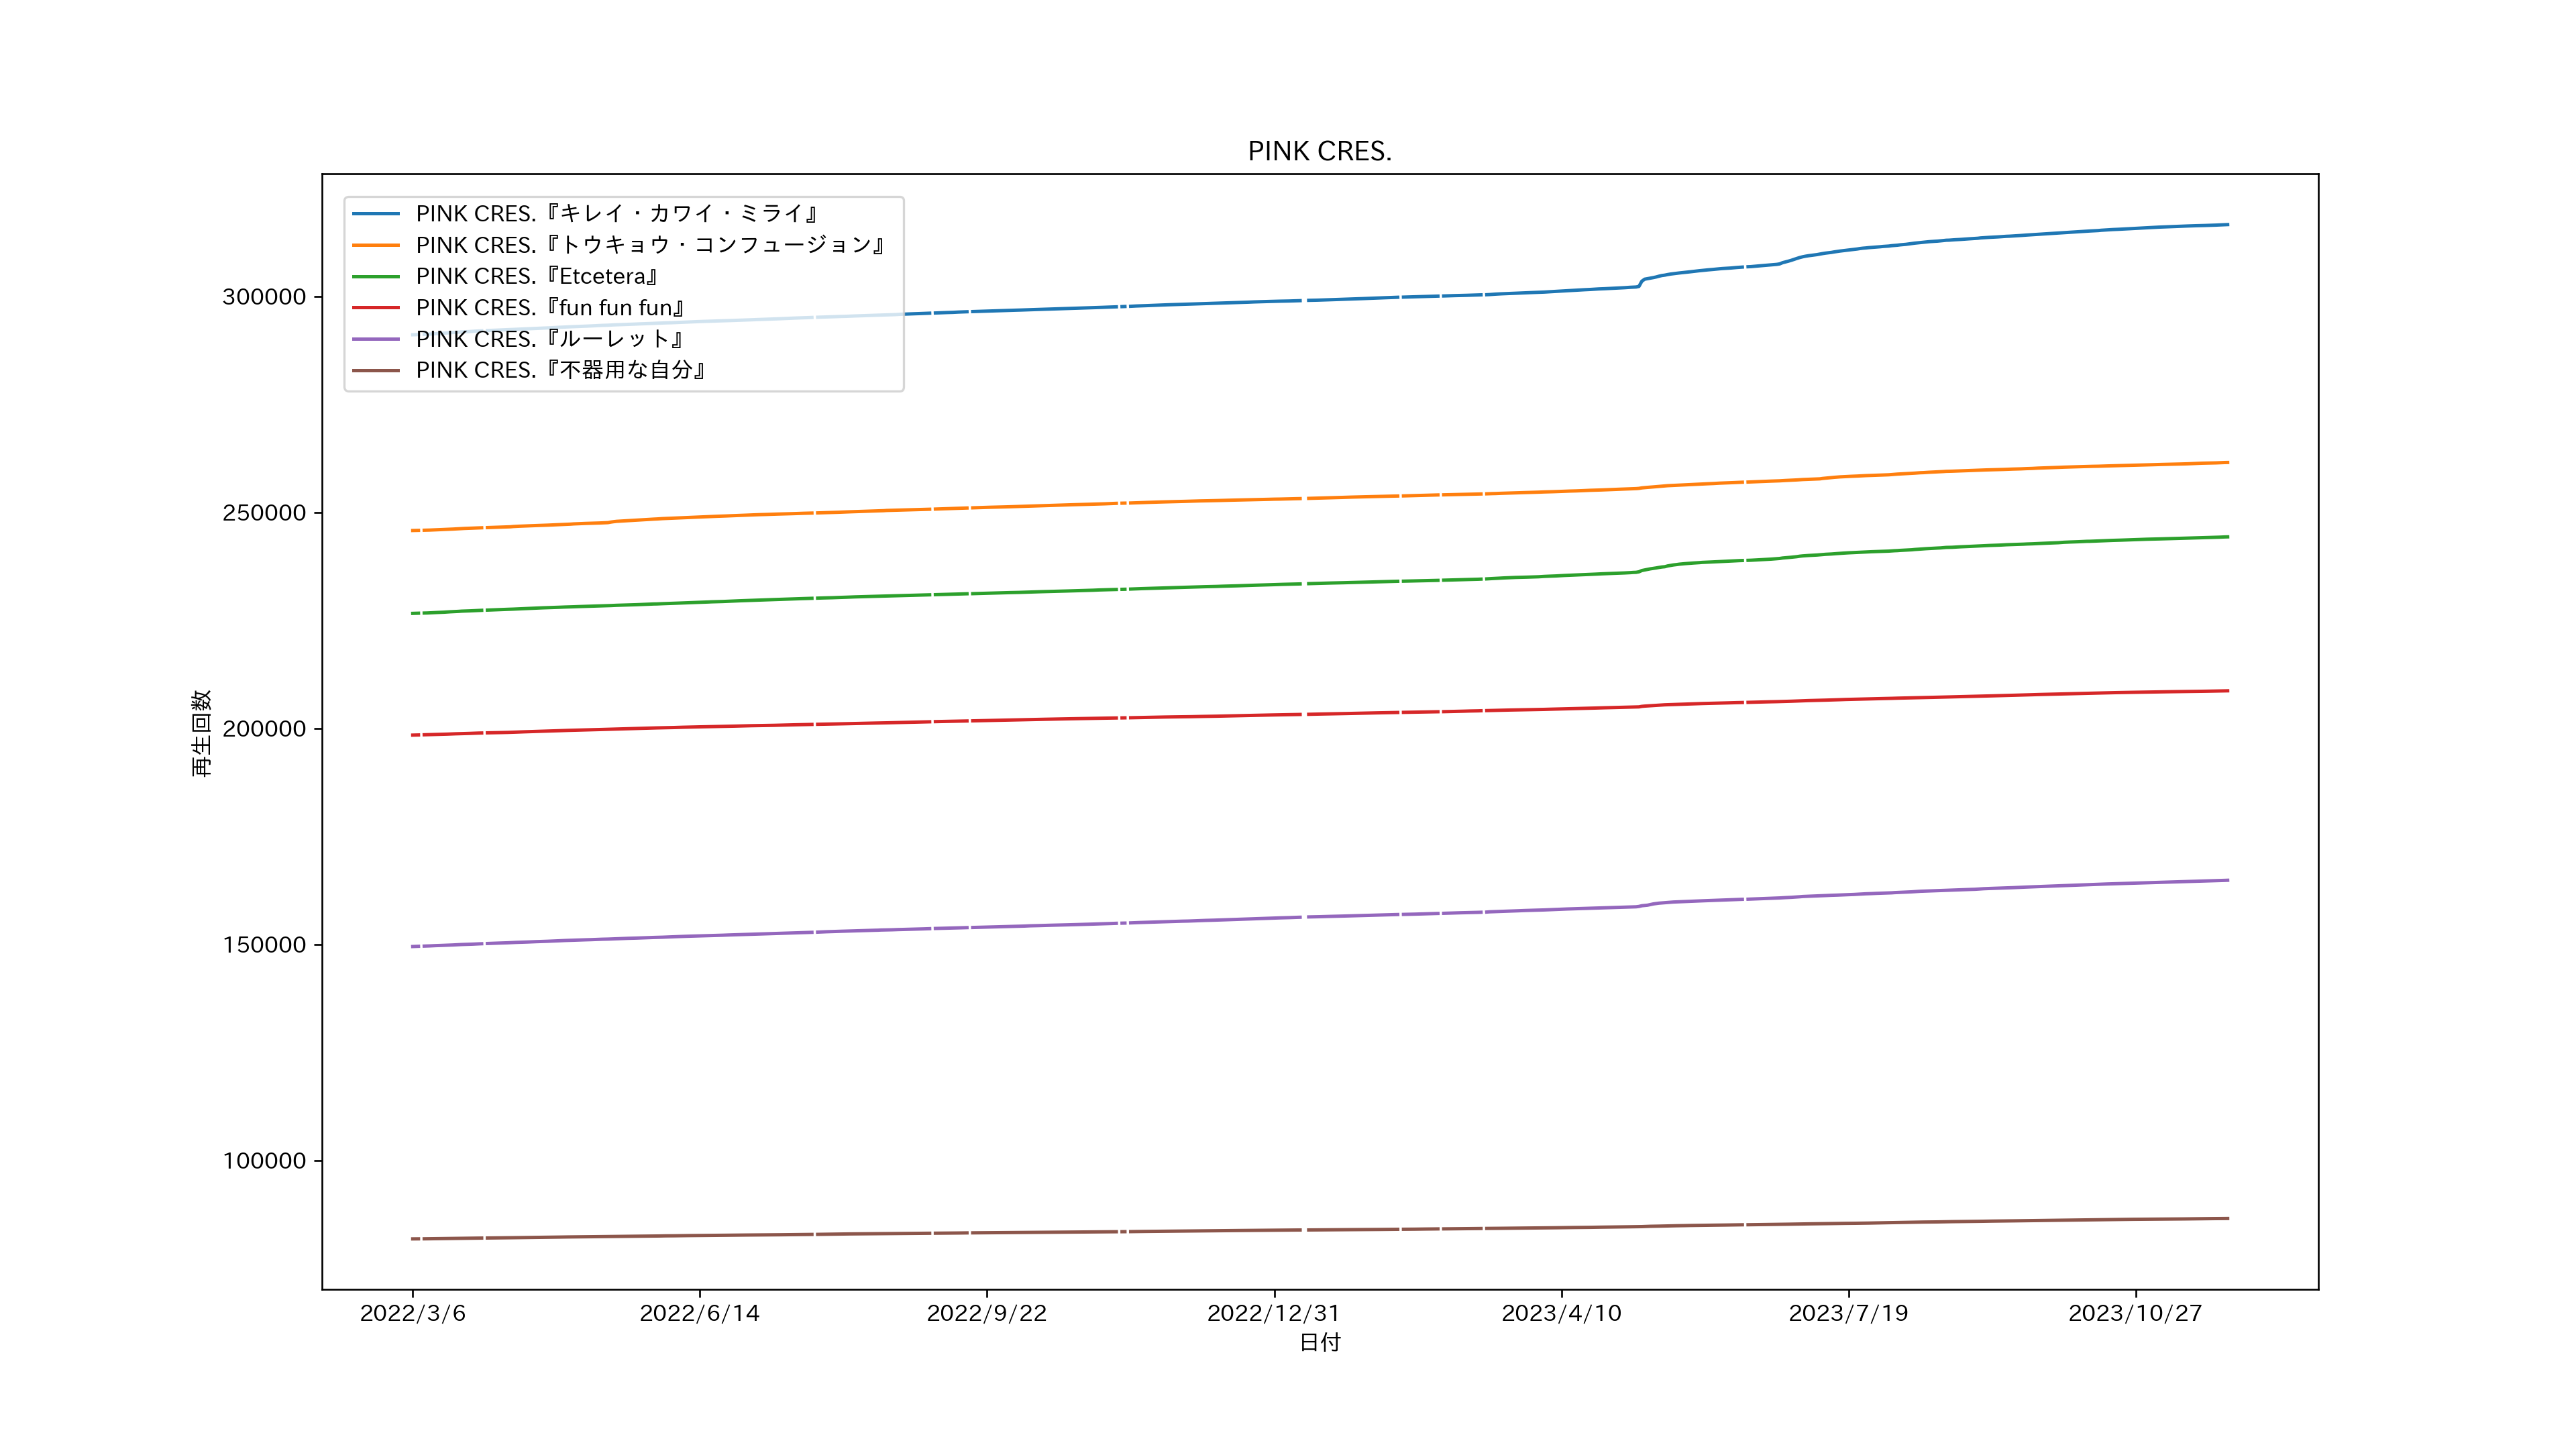 PINK CRES.
PINK CRES.『キレイ・カワイ・ミライ』
PINK CRES.『トウキョウ・コンフュージョン』
PINK CRES.『Etcetera』
PINK CRES.『fun fun fun』
PINK CRES.『ルーレット』
PINK CRES.『不器用な自分』
300000
250000
200000
150000
100000
再生回数
2022/3/6
2022/6/14
2022/9/22
2022/12/31
2023/4/10
2023/7/19
2023/10/27
日付